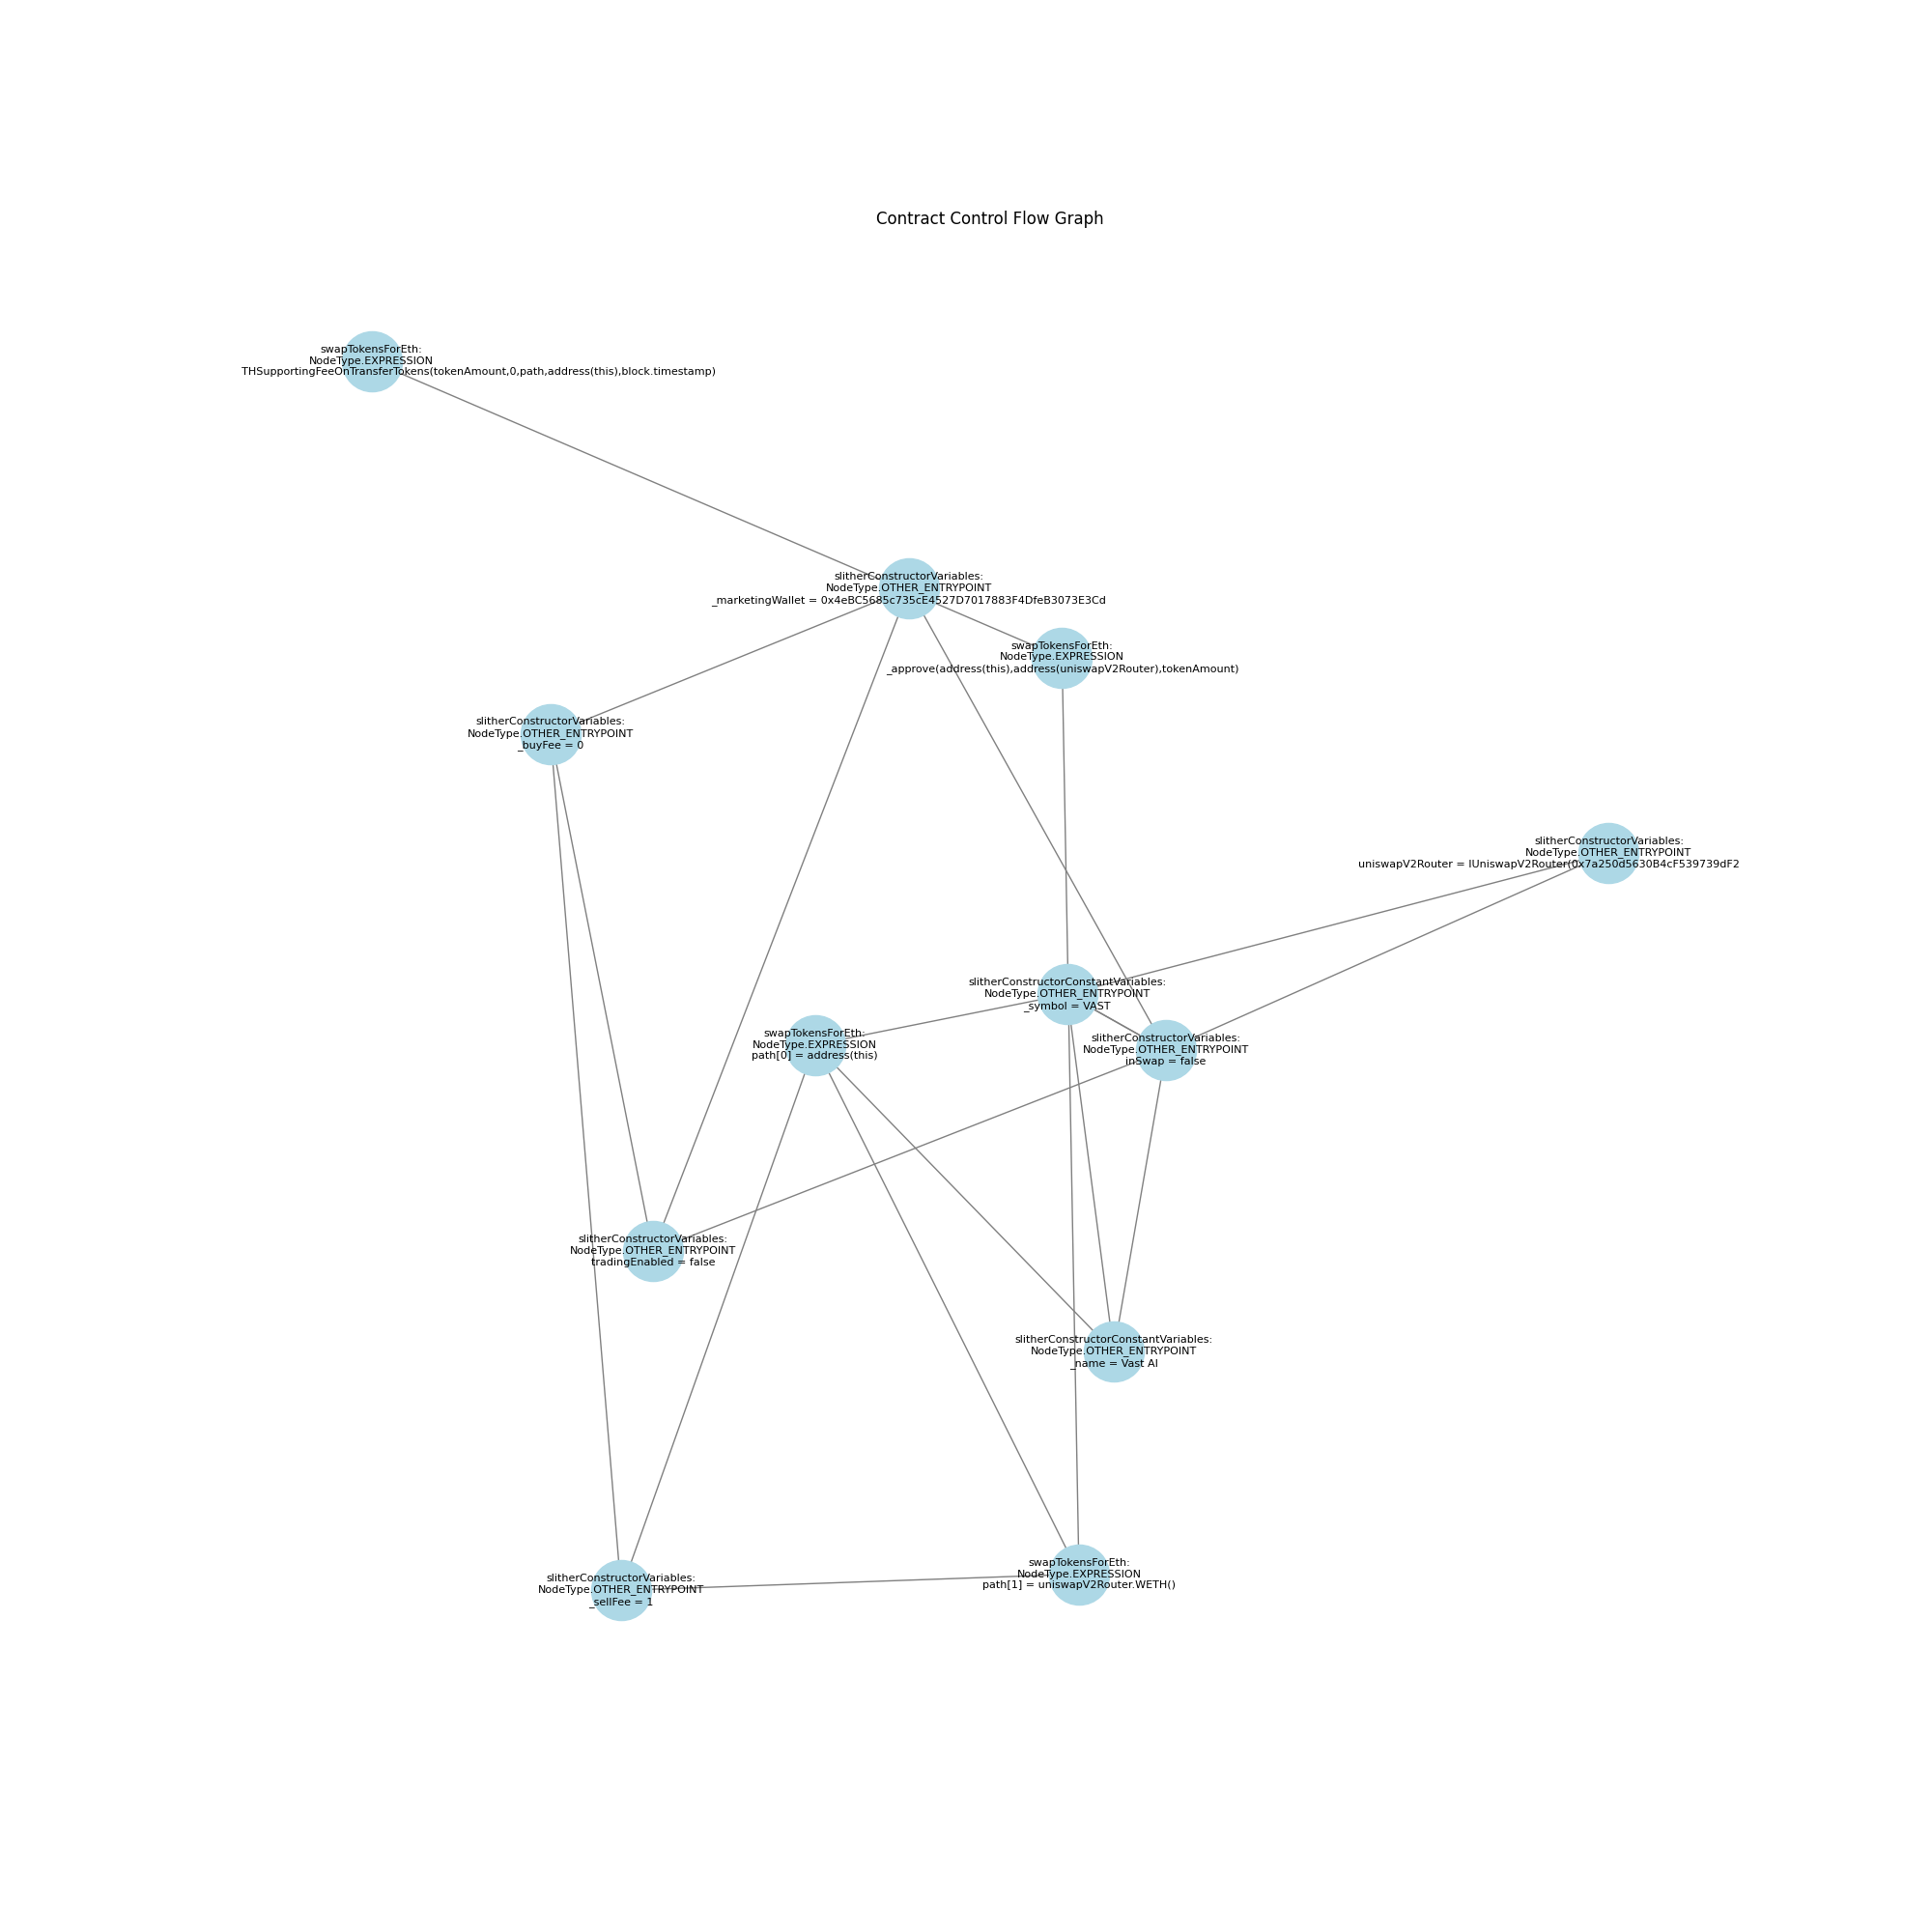 Contract Control Flow Graph
swapTokensForEth:
NodeType.EXPRESSION
THSupportingFeeOnTransferTokens(tokenAmount,0,path,address(this),block.timestamp)
slitherConstructorVariables:
NodeType.OTHER_ENTRYPOINT
_marketingWallet = 0x4eBC5685c735cE4527D7017883F4DfeB3073E3Cd
swapTokensForEth:
NodeType.EXPRESSION
_approve(address(this),address(uniswapV2Router),tokenAmount)
slitherConstructorVariables:
NodeType.OTHER_ENTRYPOINT
_buyFee = 0
slitherConstructorVariables:
NodeType.OTHER_ENTRYPOINT
uniswapV2Router = IUniswapV2Router(0x7a250d5630B4cF539739dF2
slitherConstructorConstantVariables:
NodeType.OTHER_ENTRYPOINT
_symbol = VAST
swapTokensForEth:
NodeType.EXPRESSION
path[0] = address(this)
slitherConstructorVariables:
NodeType.OTHER_ENTRYPOINT
inSwap = false
slitherConstructorVariables:
NodeType.OTHER_ENTRYPOINT
tradingEnabled = false
slitherConstructorConstantVariables:
NodeType.OTHER_ENTRYPOINT
_name = Vast AI
swapTokensForEth:
NodeType.EXPRESSION
path[1] = uniswapV2Router.WETH()
slitherConstructorVariables:
NodeType.OTHER_ENTRYPOINT
_sellFee = 1